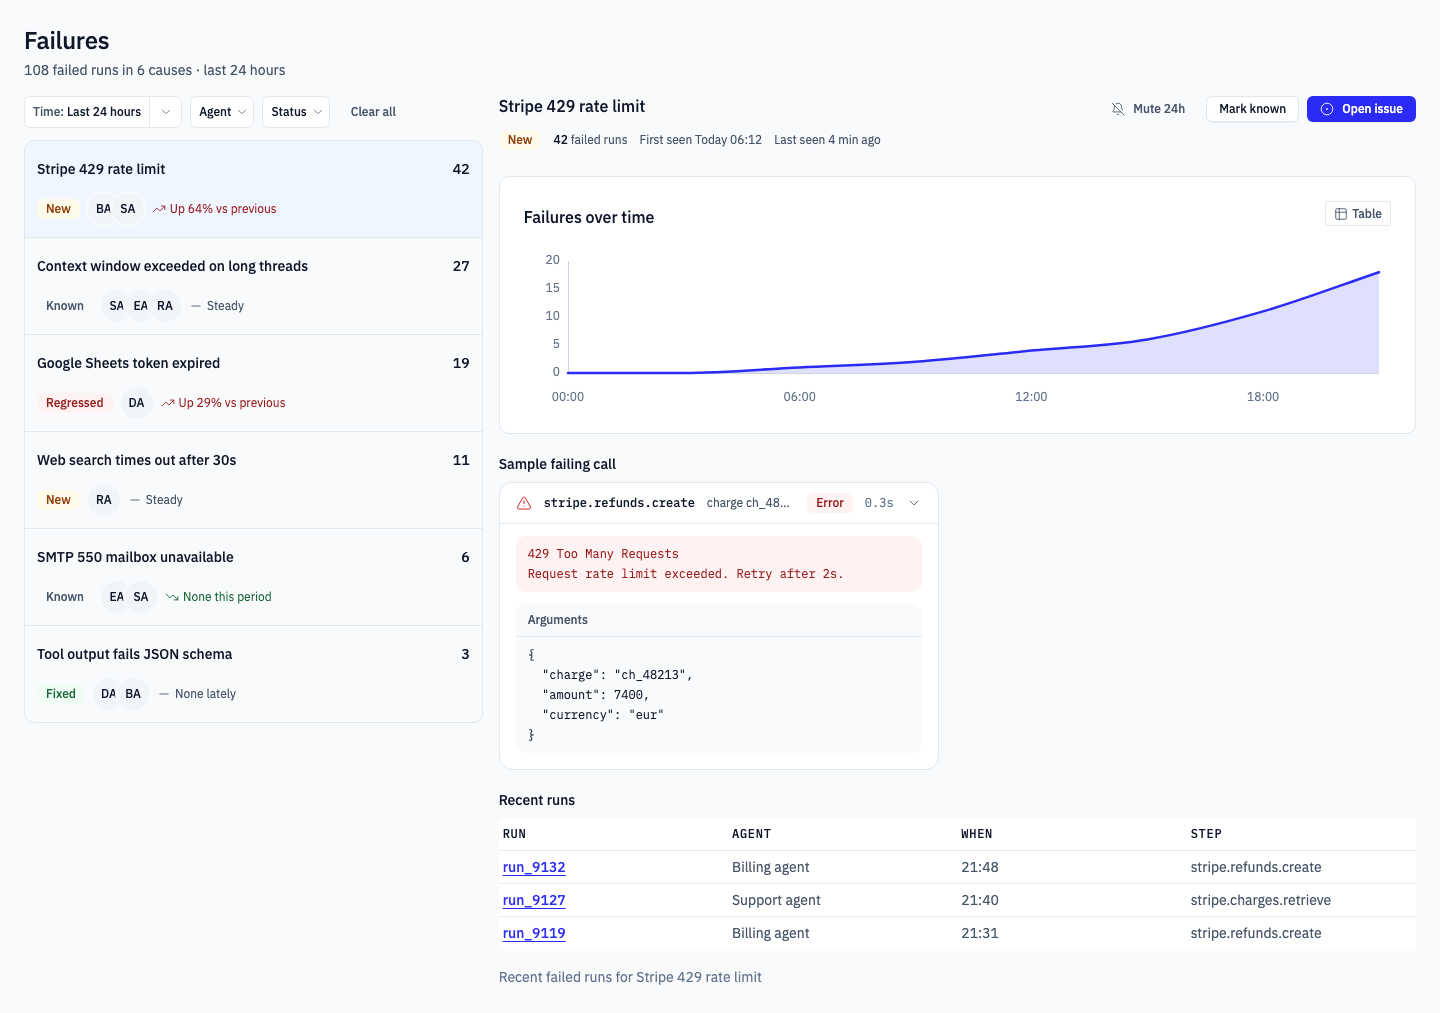 Failures
108 failed runs in 6 causes · last 24 hours
Time: Last 24 hours
Agent
Status
Clear all
Stripe 429 rate limit
42
New
BA
SA
Up 64% vs previous
Context window exceeded on long threads
27
Known
SA
EA
RA
Steady
Google Sheets token expired
19
Regressed
DA
Up 29% vs previous
Web search times out after 30s
11
New
RA
Steady
SMTP 550 mailbox unavailable
6
Known
EA
SA
None this period
Tool output fails JSON schema
3
Fixed
DA
BA
None lately
Stripe 429 rate limit
Mute 24h
Mark known
Open issue
New
42 failed runs
First seen Today 06:12
Last seen 4 min ago
Failures over time
Table
20
15
10
5
0
00:00
06:00
12:00
18:00
Sample failing call
stripe.refunds.create
charge ch_48...
Error
0.3s
429 Too Many Requests
Request rate limit exceeded. Retry after 2s.
Arguments
{
"charge": "ch_48213",
"amount": 7400,
"currency": "eur"
}
Recent runs
RUN AGENT WHEN STEP
run_9132 Billing agent 21:48 stripe.refunds.create
run_9127 Support agent 21:40 stripe.charges.retrieve
run_9119 Billing agent 21:31 stripe.refunds.create
Recent failed runs for Stripe 429 rate limit